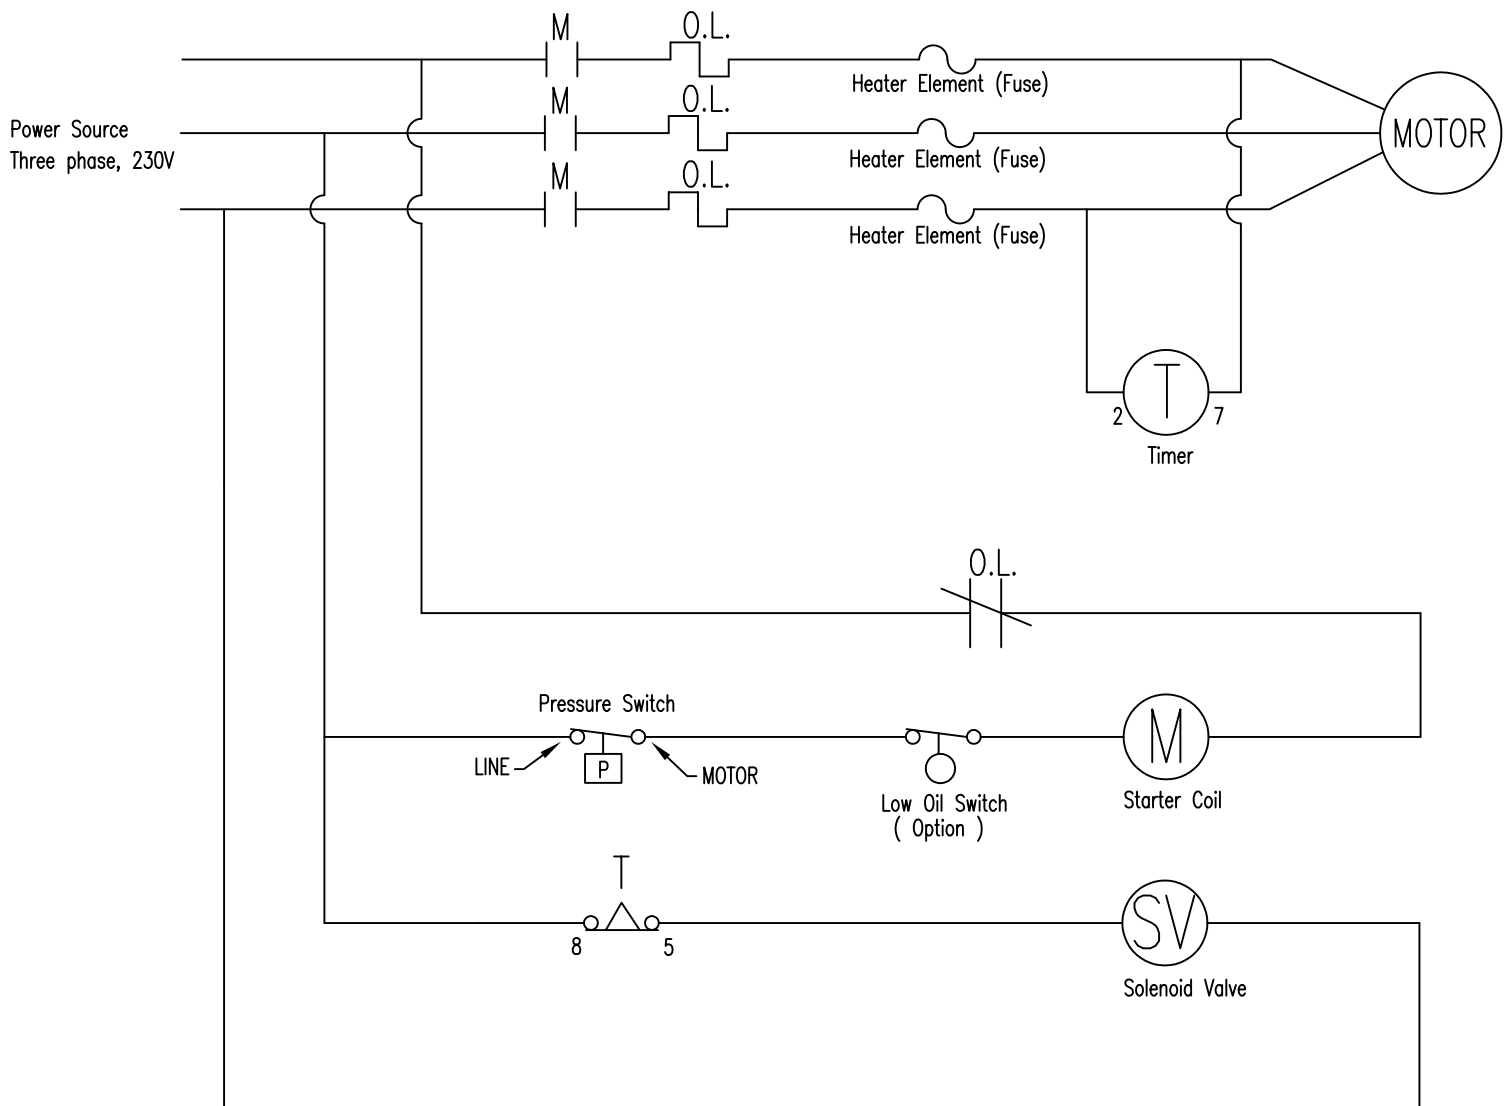 M
O.L.
Heater Element (Fuse)
M
O.L.
Power Source
MOTOR
Three phase, 230V
Heater Element (Fuse)
M
O.L.
Heater Element (Fuse)
T
2
7
Timer
O.L.
Pressure Switch
LINE
P
MOTOR
M
Low Oil Switch
( Option )
Starter Coil
T
8
5
SV
Solenoid Valve